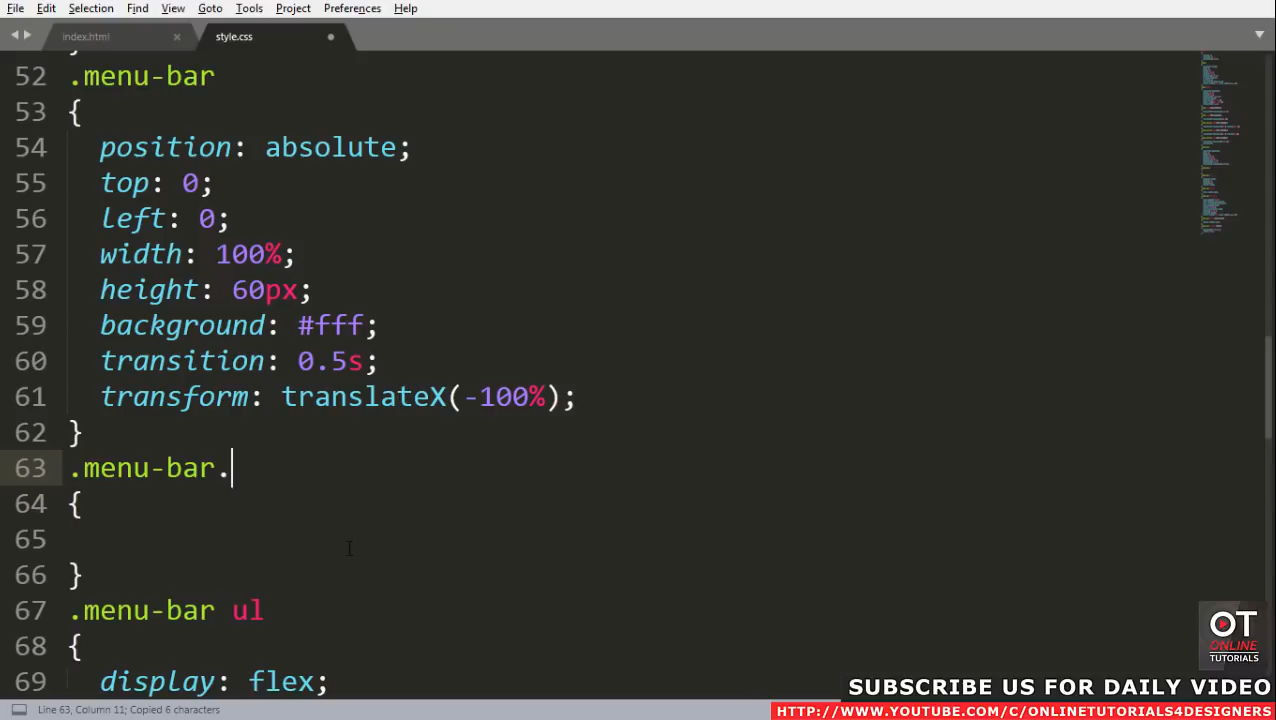 File Edit Selection Find View Goto Tools Project Preferences Help
index.html × style.css
52 .menu-bar
53 {
54 position: absolute;
55 top: 0;
56 left: 0;
57 width: 100%;
58 height: 60px;
59 background: #fff;
60 transition: 0.5s;
61 transform: translateX(-100%);
62 }
63 .menu-bar.
64 {
65
66 }
67 .menu-bar ul
68 {
69 display: flex;
OT
ONLINE
TUTORIALS
SUBSCRIBE US FOR DAILY VIDEO
Line 63, Column 11; Copied 6 characters
HTTP://WWW.YOUTUBE.COM/C/ONLINETUTORIALS4DESIGNERS